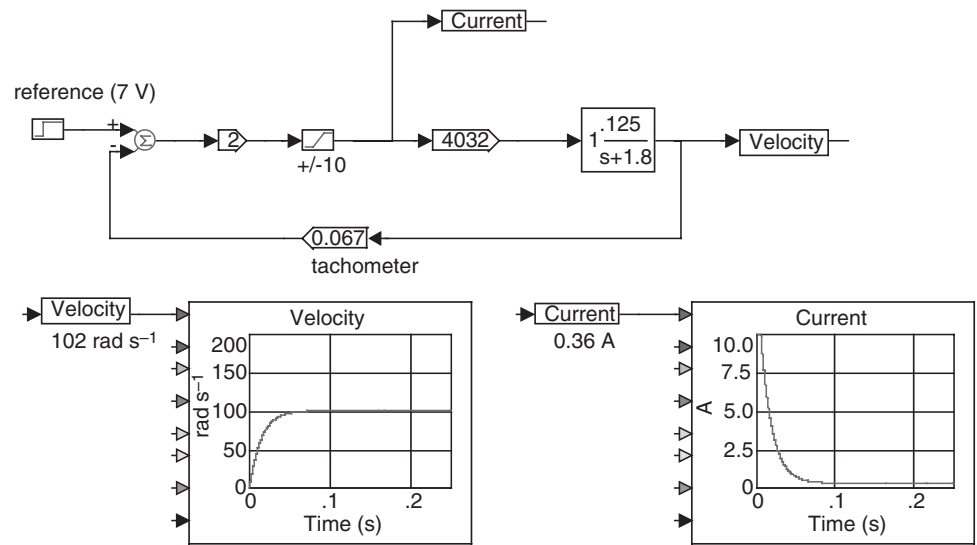 Current
reference (7 V)
+
-
Σ
2
+/-10
4032
1 .125
s+1.8
Velocity
0.067
tachometer
Velocity
102 rad s⁻¹
Velocity
200
150
100
50
0
rad s⁻¹
0 .1 .2
Time (s)
Current
0.36 A
Current
10.0
7.5
5.0
2.5
0
A
0 .1 .2
Time (s)